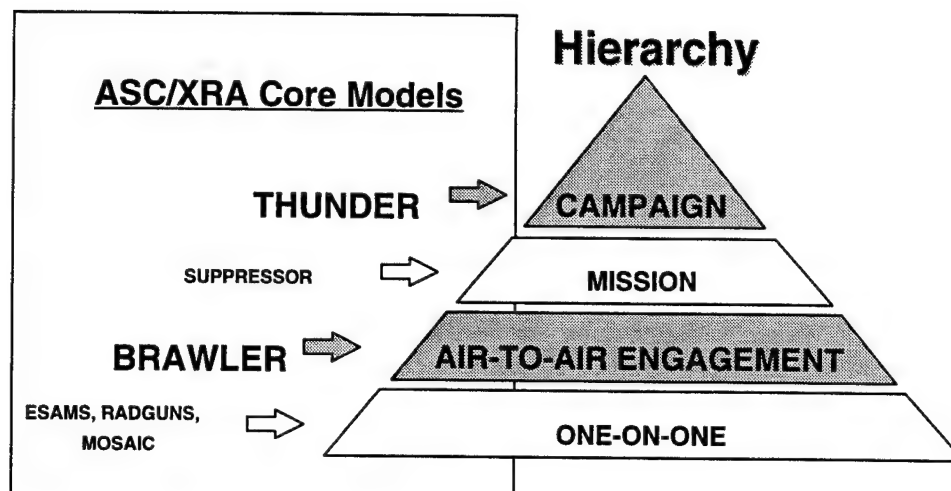 Hierarchy
ASC/XRA Core Models
THUNDER
CAMPAIGN
SUPPRESSOR
MISSION
BRAWLER
AIR-TO-AIR ENGAGEMENT
ESAMS, RADGUNS,
MOSAIC
ONE-ON-ONE